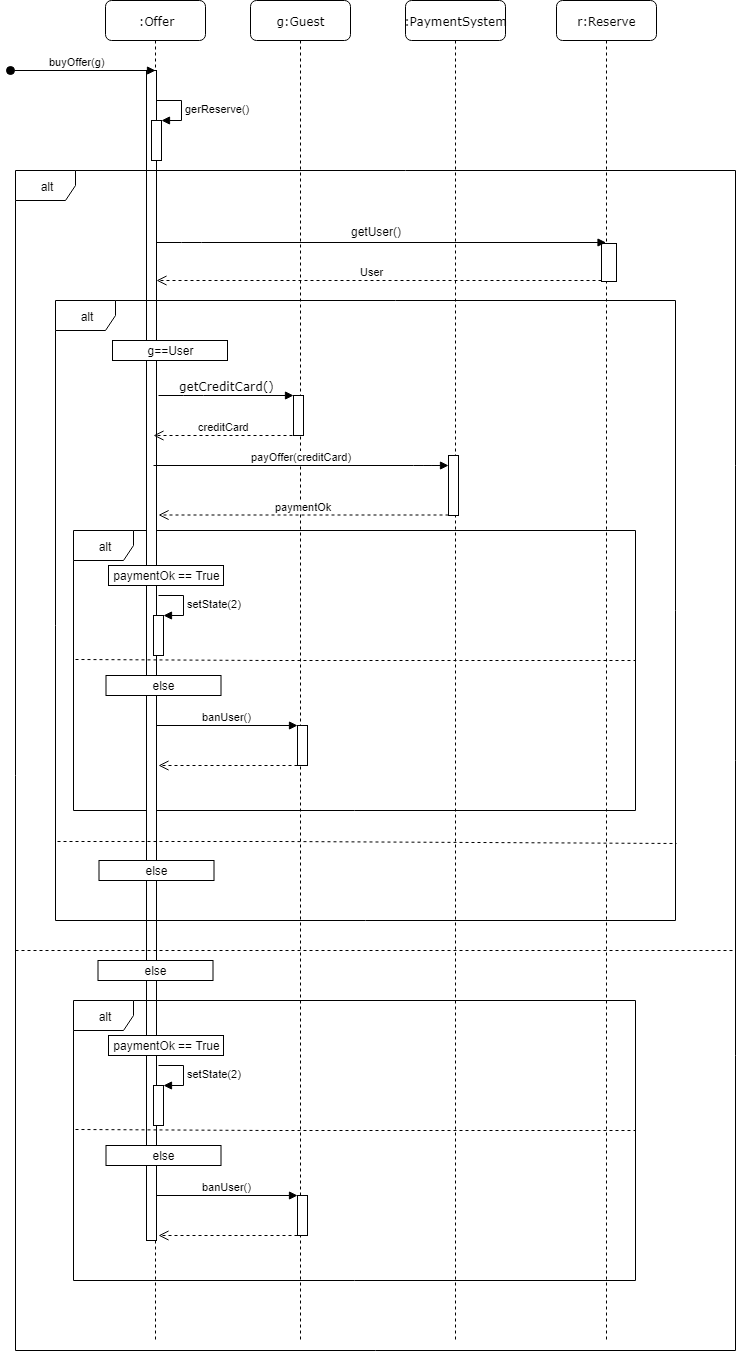 :Offer
g:Guest
:PaymentSystem
r:Reserve
buyOffer(g)
gerReserve()
alt
getUser()
User
alt
g==User
getCreditCard()
creditCard
payOffer(creditCard)
paymentOk
alt
paymentOk == True
setState(2)
else
banUser()
else
else
alt
paymentOk == True
setState(2)
else
banUser()